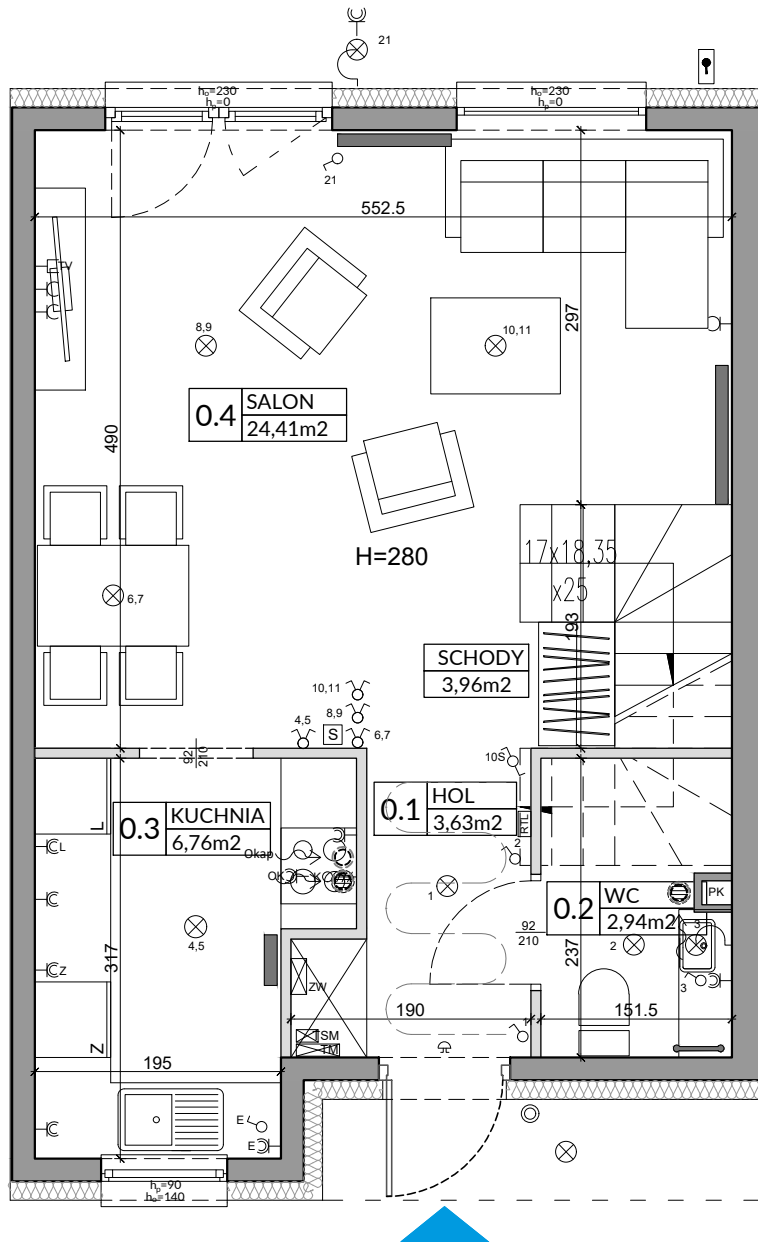 21
hₒ=230
hₚ=0
hₒ=230
hₚ=0
21
552.5
TV
297
8,9
10,11
0.4
SALON
24,41m2
490
H=280
17x18,35
x25
6,7
193
SCHODY
3,96m2
10,11
8,9
4,5
S
6,7
92
210
10S
0.1
HOL
3,63m2
0.3
KUCHNIA
6,76m2
L
RTL
L
Okap
2
OK
1
PK
0.2
WC
2,94m2
92
210
3
4,5
2
317
237
Z
3
ZW
190
151.5
1
TSM
TM
Z
195
E
E
hₚ=90
hₒ=140